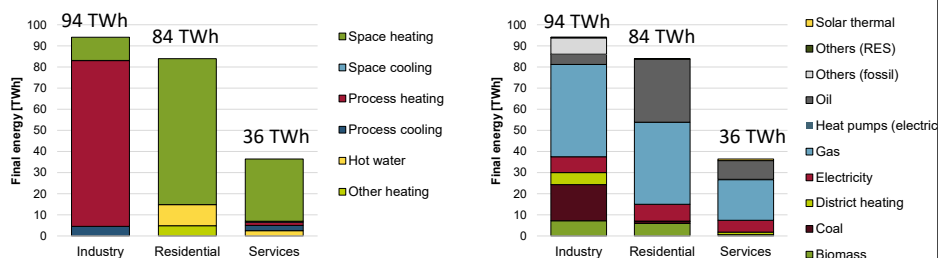 94 TWh
84 TWh
36 TWh
Final energy [TWh]
100
90
80
70
60
50
40
30
20
10
0
Industry Residential Services
Space heating
Space cooling
Process heating
Process cooling
Hot water
Other heating
94 TWh
84 TWh
36 TWh
Final energy [TWh]
100
90
80
70
60
50
40
30
20
10
0
Industry Residential Services
Solar thermal
Others (RES)
Others (fossil)
Oil
Heat pumps (electric
Gas
Electricity
District heating
Coal
Biomass